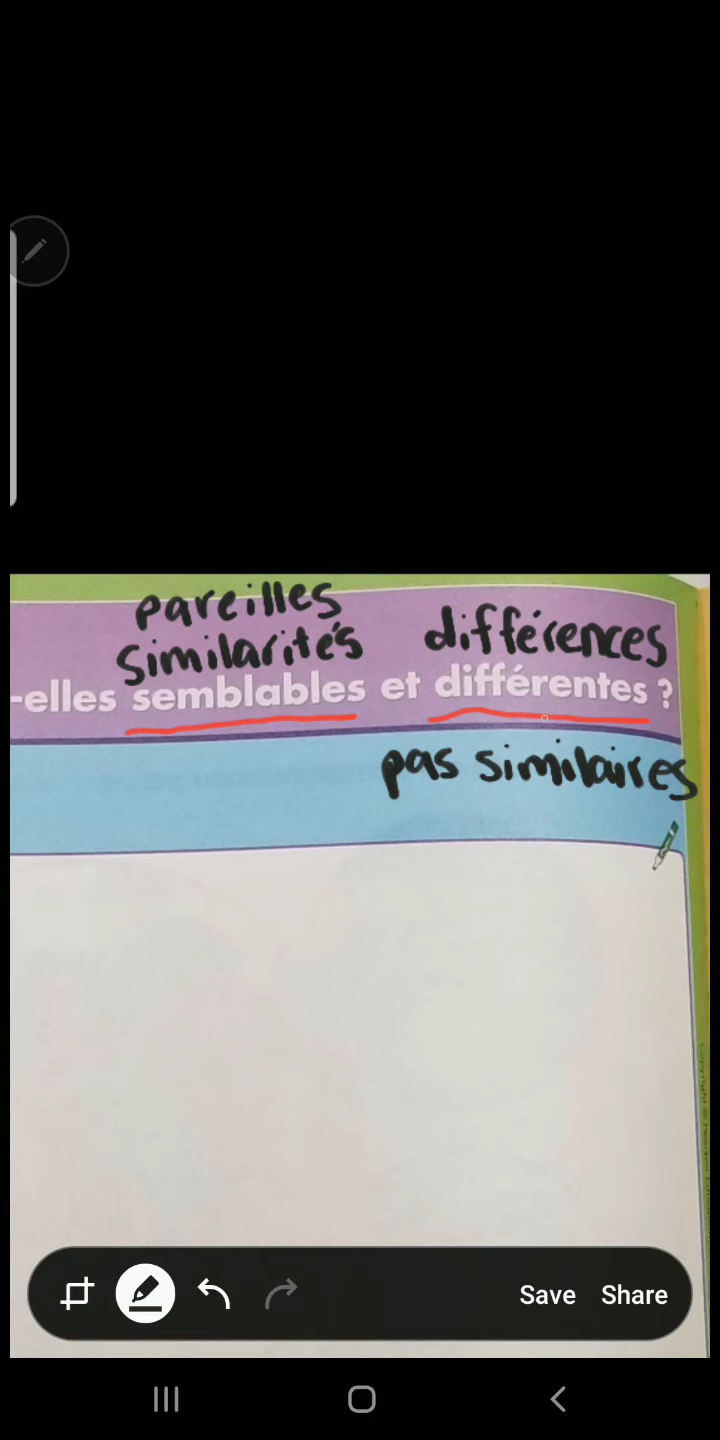 pareilles
similarités
différences
-elles semblables et différentes ?
pas similaires
Save Share